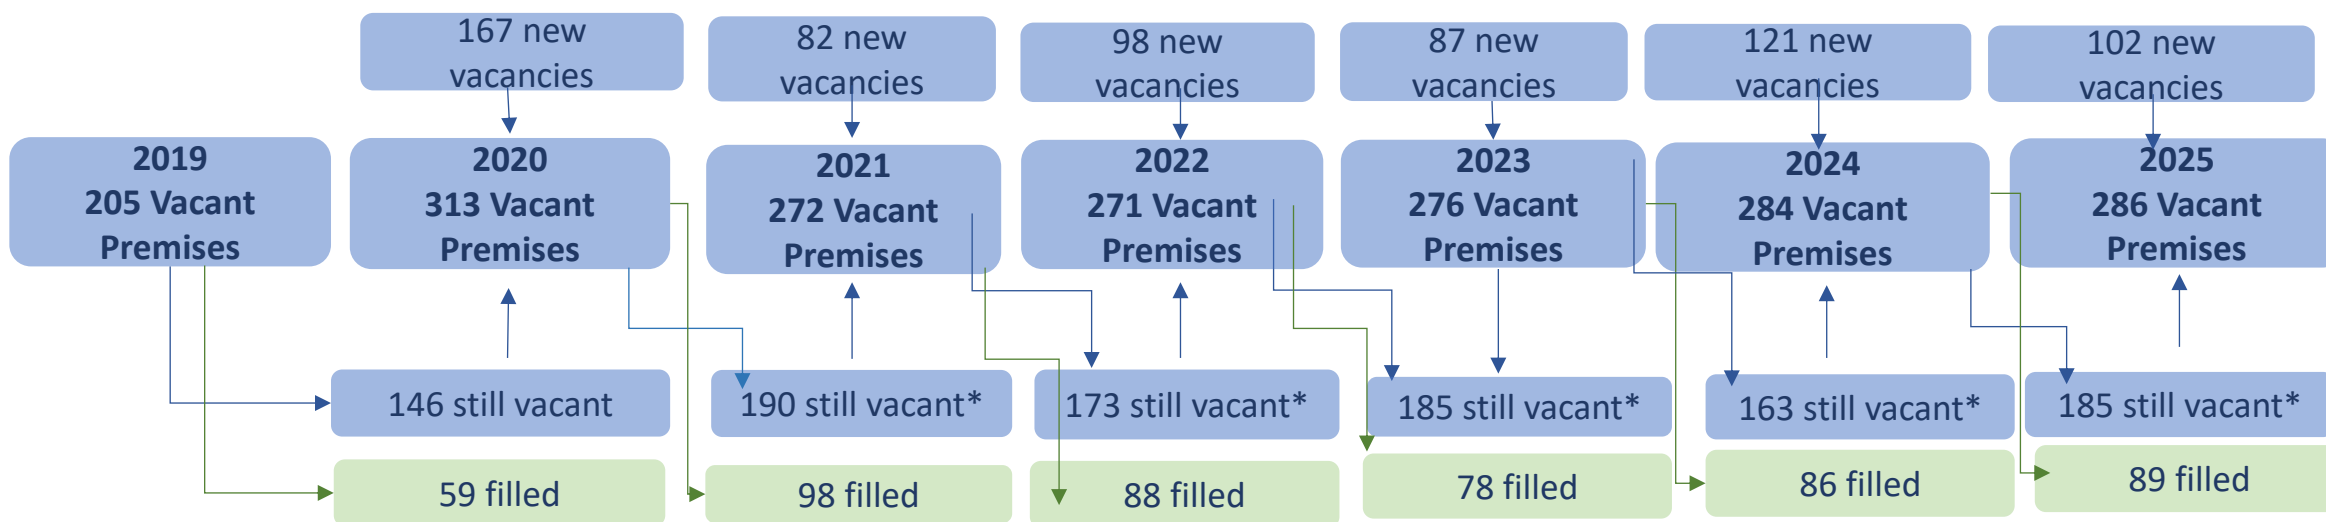 167 new
vacancies
82 new
vacancies
98 new
vacancies
87 new
vacancies
121 new
vacancies
102 new
vacancies
2019
205 Vacant
Premises
2020
313 Vacant
Premises
2021
272 Vacant
Premises
2022
271 Vacant
Premises
2023
276 Vacant
Premises
2024
284 Vacant
Premises
2025
286 Vacant
Premises
146 still vacant
190 still vacant*
173 still vacant*
185 still vacant*
163 still vacant*
185 still vacant*
59 filled
98 filled
88 filled
78 filled
86 filled
89 filled